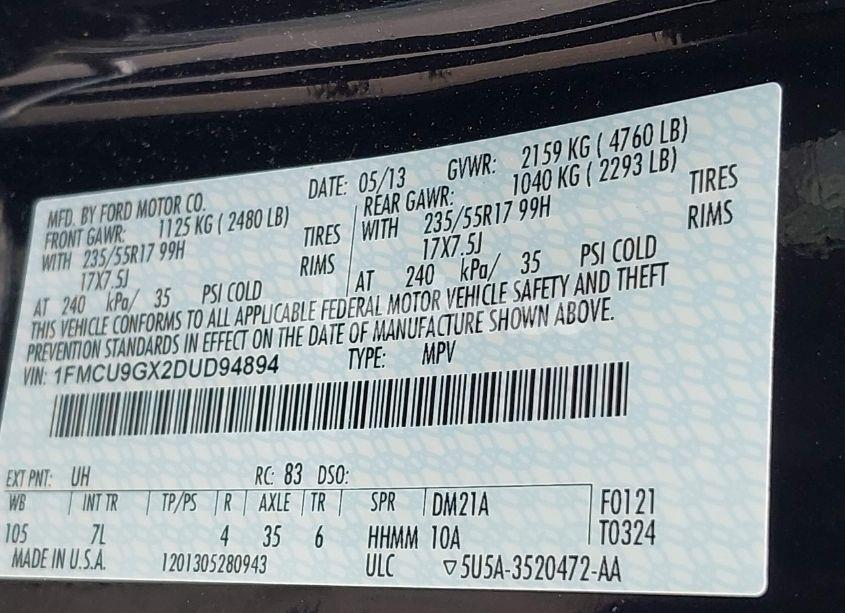 MFD. BY FORD MOTOR CO. DATE: 05/13 GVWR: 2159 KG ( 4760 LB)
FRONT GAWR: 1125 KG ( 2480 LB) REAR GAWR: 1040 KG ( 2293 LB)
WITH 235/55R17 99H TIRES WITH 235/55R17 99H TIRES
17X7.5J RIMS 17X7.5J RIMS
AT 240 kPa/ 35 PSI COLD AT 240 kPa/ 35 PSI COLD
THIS VEHICLE CONFORMS TO ALL APPLICABLE FEDERAL MOTOR VEHICLE SAFETY AND THEFT
PREVENTION STANDARDS IN EFFECT ON THE DATE OF MANUFACTURE SHOWN ABOVE.
VIN: 1FMCU9GX2DUD94894 TYPE: MPV
EXT PNT: UH RC: 83 DSO:
WB INT TR TP/PS R AXLE TR SPR DM21A F0121
105 7L 4 35 6 HHMM 10A T0324
MADE IN U.S.A. 1201305280943 ULC ▽5U5A-3520472-AA